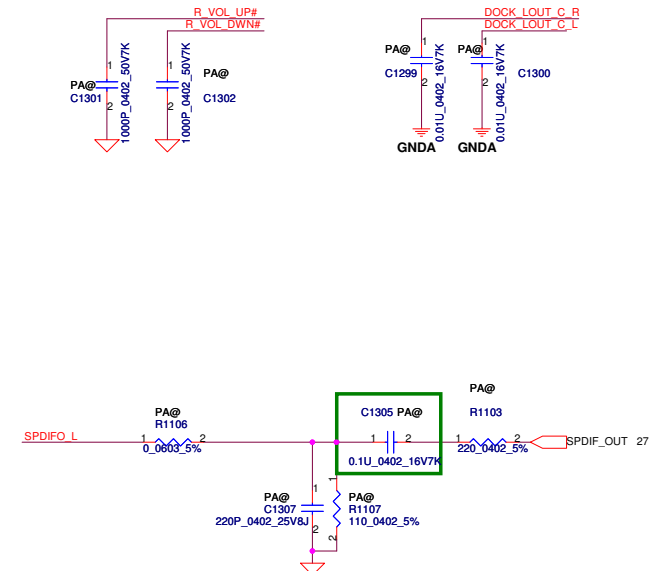 R_VOL_UP#
R_VOL_DWN#
DOCK_LOUT_C_R
DOCK_LOUT_C_L
1
PA@
C1301
2
1000P_0402_50V7K
1
PA@
C1302
2
1000P_0402_50V7K
PA@
1
C1299
2
0.01U_0402_16V7K
GNDA
PA@
1
C1300
2
0.01U_0402_16V7K
GNDA
SPDIFO_L
PA@
R1106
1
2
0_0603_5%
C1305 PA@
1
2
0.1U_0402_16V7K
PA@
R1103
1
2
220_0402_5%
SPDIF_OUT 27
PA@
1
C1307
220P_0402_25V8J
2
1
PA@
R1107
110_0402_5%
2